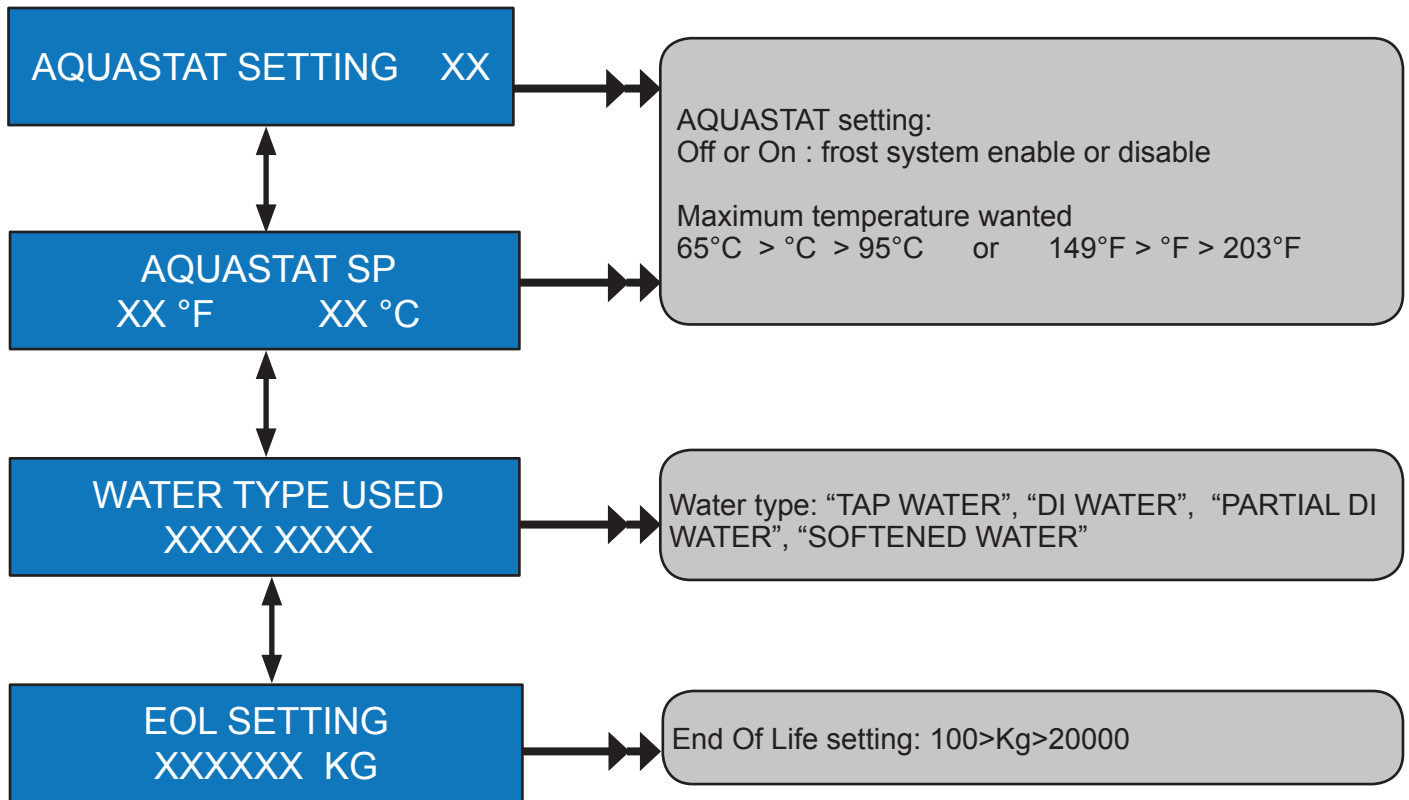 AQUASTAT SETTING XX
AQUASTAT setting:
Off or On : frost system enable or disable
Maximum temperature wanted
65°C > °C > 95°C or 149°F > °F > 203°F
AQUASTAT SP
XX °F XX °C
WATER TYPE USED
XXXX XXXX
Water type: “TAP WATER”, “DI WATER”, “PARTIAL DI
WATER”, “SOFTENED WATER”
EOL SETTING
XXXXXX KG
End Of Life setting: 100>Kg>20000